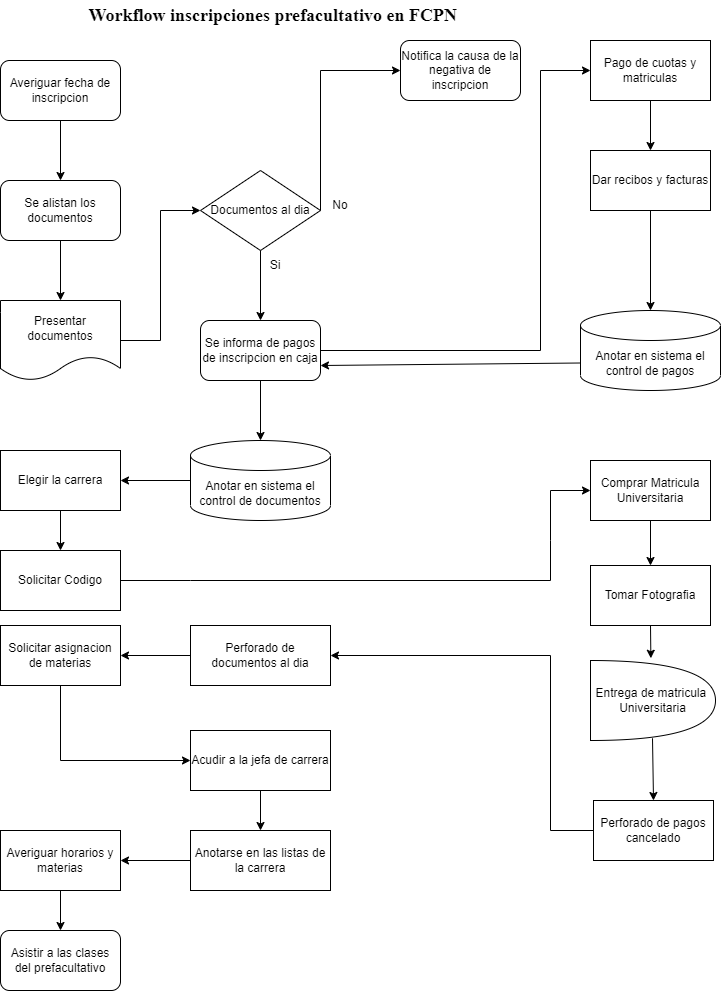 Workflow inscripciones prefacultativo en FCPN
Averiguar fecha de
inscripcion
Se alistan los
documentos
Presentar
documentos
Documentos al dia
No
Si
Notifica la causa de la
negativa de
inscripcion
Se informa de pagos
de inscripcion en caja
Pago de cuotas y
matriculas
Dar recibos y facturas
Anotar en sistema el
control de pagos
Anotar en sistema el
control de documentos
Elegir la carrera
Solicitar Codigo
Comprar Matricula
Universitaria
Tomar Fotografia
Entrega de matricula
Universitaria
Perforado de pagos
cancelado
Perforado de
documentos al dia
Solicitar asignacion
de materias
Acudir a la jefa de carrera
Anotarse en las listas de
la carrera
Averiguar horarios y
materias
Asistir a las clases
del prefacultativo